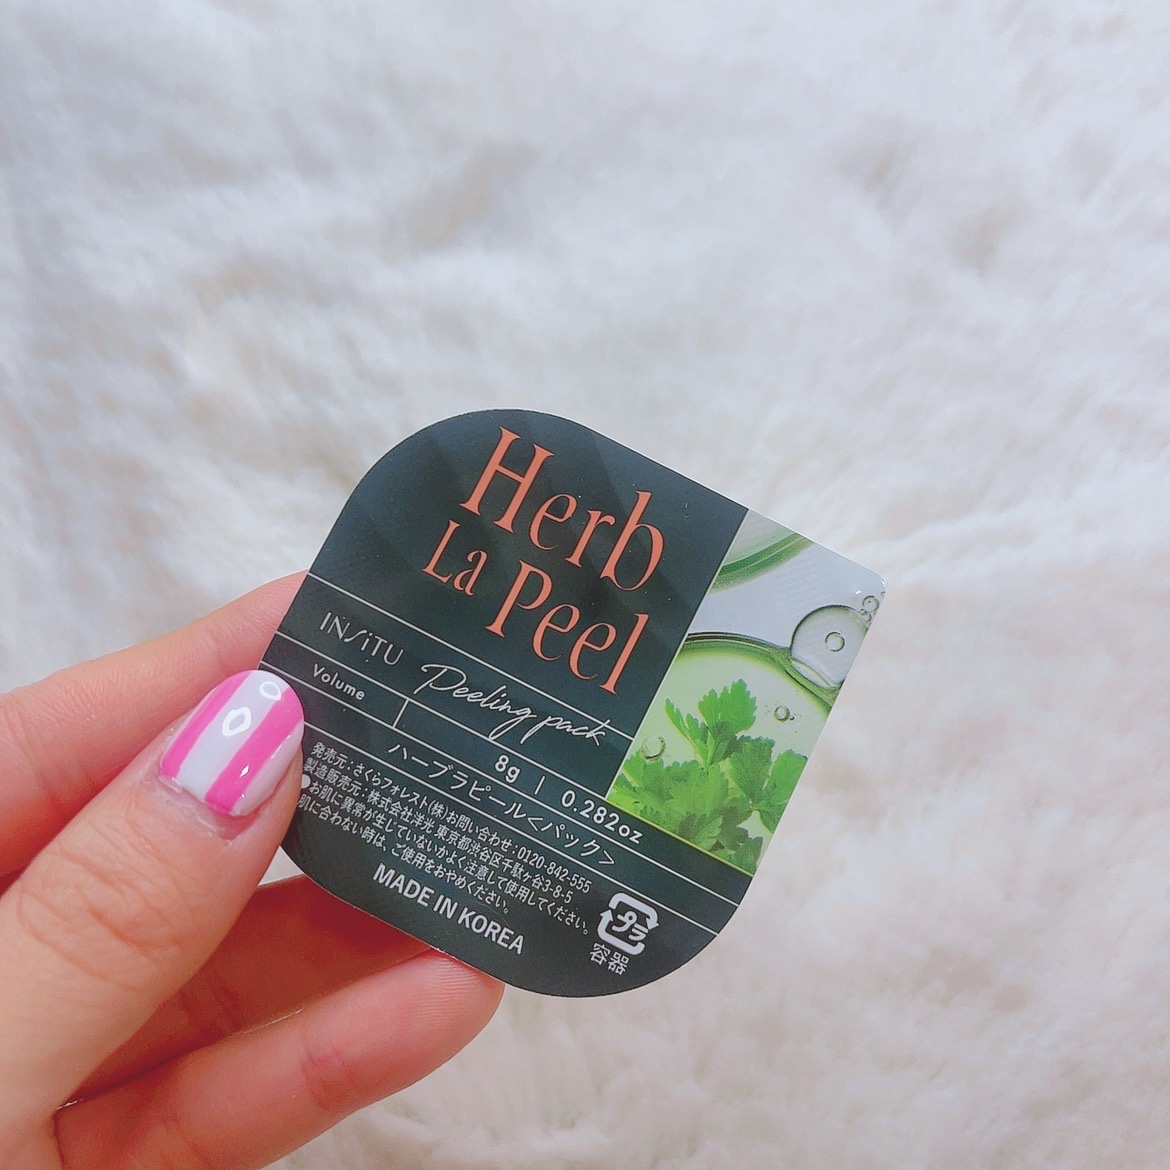 Herb
La Peel
INSiTU Peeling pack
Volume 8g | 0.282oz
ハーブラピール<パック>
発売元:さくらフォレスト(株)お問い合わせ:0120-842-555
製造販売元:株式会社洋光 東京都渋谷区千駄ヶ谷3-8-5
●お肌に異常が生じていないかよく注意して使用してください。
肌に合わない時は、ご使用をおやめください。
MADE IN KOREA
プラ
容器